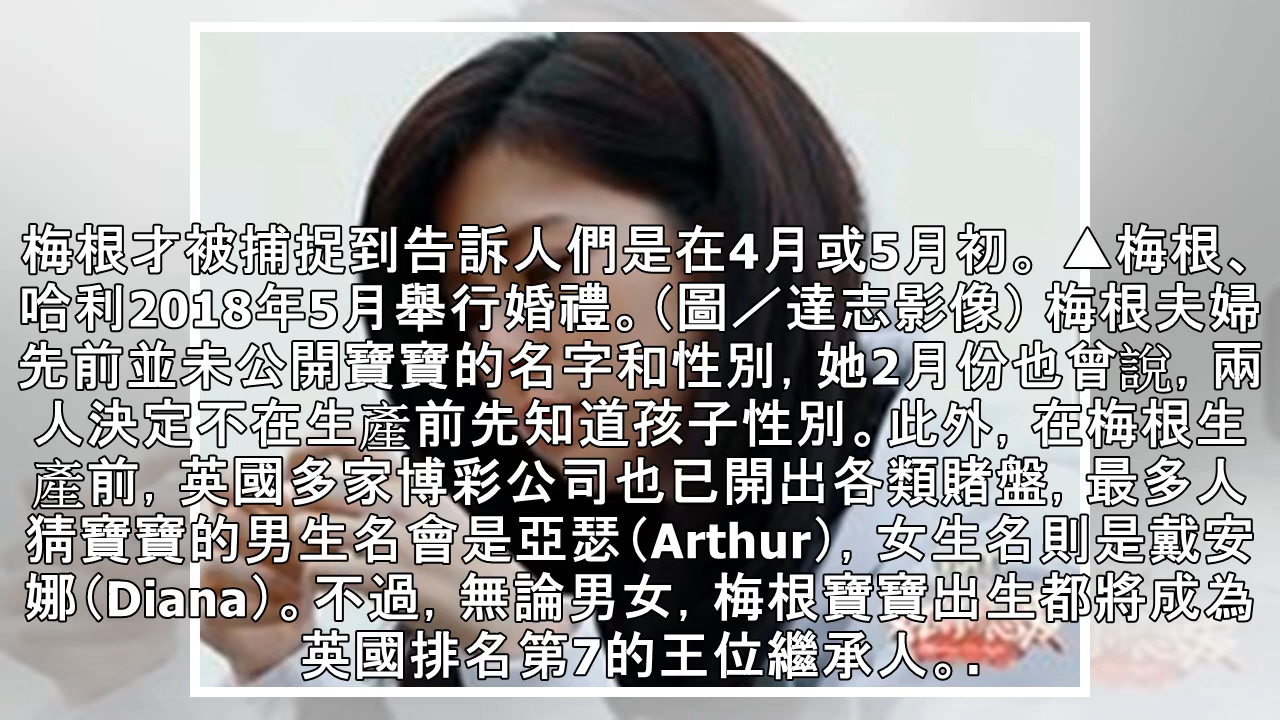 梅根才被捕捉到告訴人們是在4月或5月初。▲梅根、
哈利2018年5月舉行婚禮。(圖／達志影像) 梅根夫婦
先前並未公開寶寶的名字和性別, 她2月份也曾說, 兩
人決定不在生產前先知道孩子性別。此外, 在梅根生
產前, 英國多家博彩公司也已開出各類賭盤, 最多人
猜寶寶的男生名會是亞瑟(Arthur), 女生名則是戴安
娜(Diana)。不過, 無論男女, 梅根寶寶出生都將成為
英國排名第7的王位繼承人。.